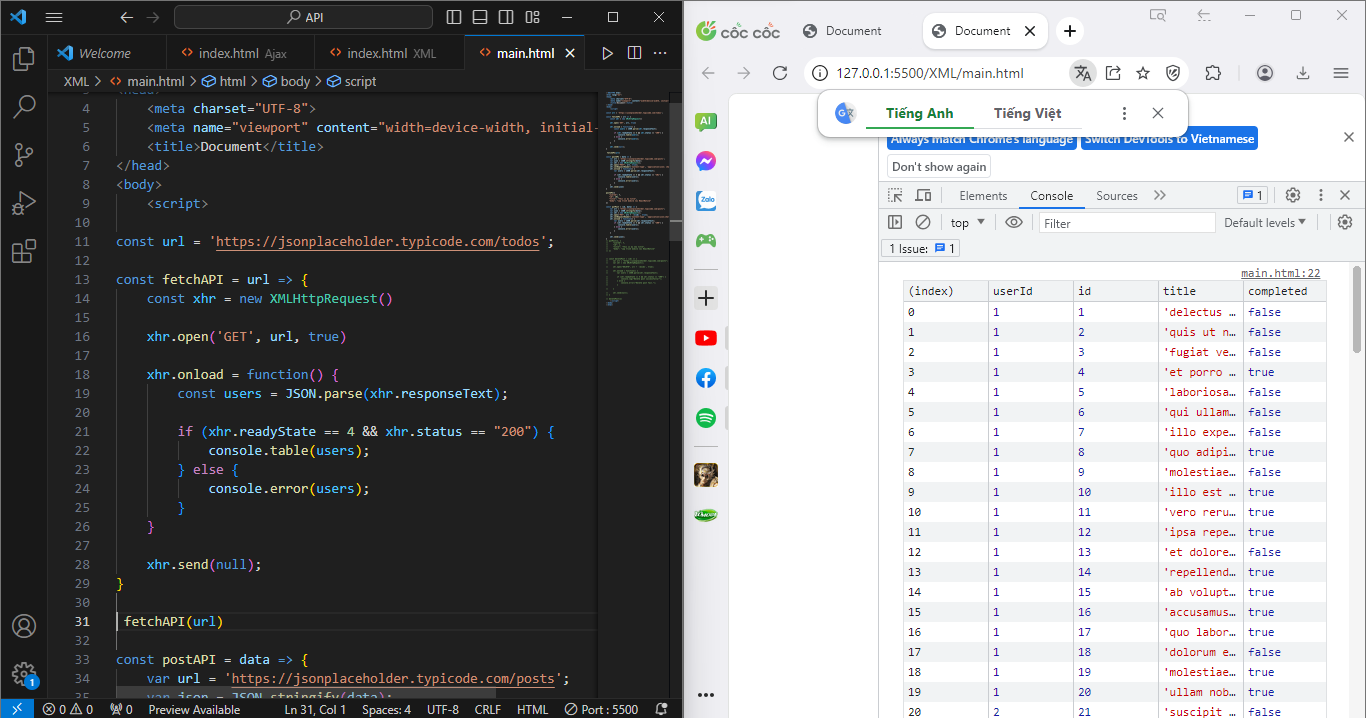 API
Welcome
index.html Ajax
index.html XML
main.html
XML > main.html > html > body > script
4 <meta charset="UTF-8">
5 <meta name="viewport" content="width=device-width, initial-
6 <title>Document</title>
7 </head>
8 <body>
9 <script>
10
11 const url = 'https://jsonplaceholder.typicode.com/todos';
12
13 const fetchAPI = url => {
14 const xhr = new XMLHttpRequest()
15
16 xhr.open('GET', url, true)
17
18 xhr.onload = function() {
19 const users = JSON.parse(xhr.responseText);
20
21 if (xhr.readyState == 4 && xhr.status == "200") {
22 console.table(users);
23 } else {
24 console.error(users);
25 }
26 }
27
28 xhr.send(null);
29 }
30
31 fetchAPI(url)
32
33 const postAPI = data => {
34 var url = 'https://jsonplaceholder.typicode.com/posts';
35 var json = JSON.stringify(data);
1
0 0 0 Preview Available Ln 31, Col 1 Spaces: 4 UTF-8 CRLF HTML Port : 5500
cốc cốc
Document
Document
127.0.0.1:5500/XML/main.html
Tiếng Anh Tiếng Việt
AI
Zalo
Always match Chrome's language Switch DevTools to Vietnamese
Don't show again
Elements Console Sources 1
top Filter Default levels
1 Issue: 1
main.html:22
(index) userId id title completed
0 1 1 'delectus … false
1 1 2 'quis ut n… false
2 1 3 'fugiat ve… false
3 1 4 'et porro … true
4 1 5 'laboriosa… false
5 1 6 'qui ullam… false
6 1 7 'illo expe… false
7 1 8 'quo adipi… true
8 1 9 'molestiae… false
9 1 10 'illo est … true
10 1 11 'vero reru… true
11 1 12 'ipsa repe… true
12 1 13 'et dolore… false
13 1 14 'repellend… true
14 1 15 'ab volupt… true
15 1 16 'accusamus… true
16 1 17 'quo labor… true
17 1 18 'dolorum e… false
18 1 19 'molestiae… true
19 1 20 'ullam nob… true
20 2 21 'suscipit … false